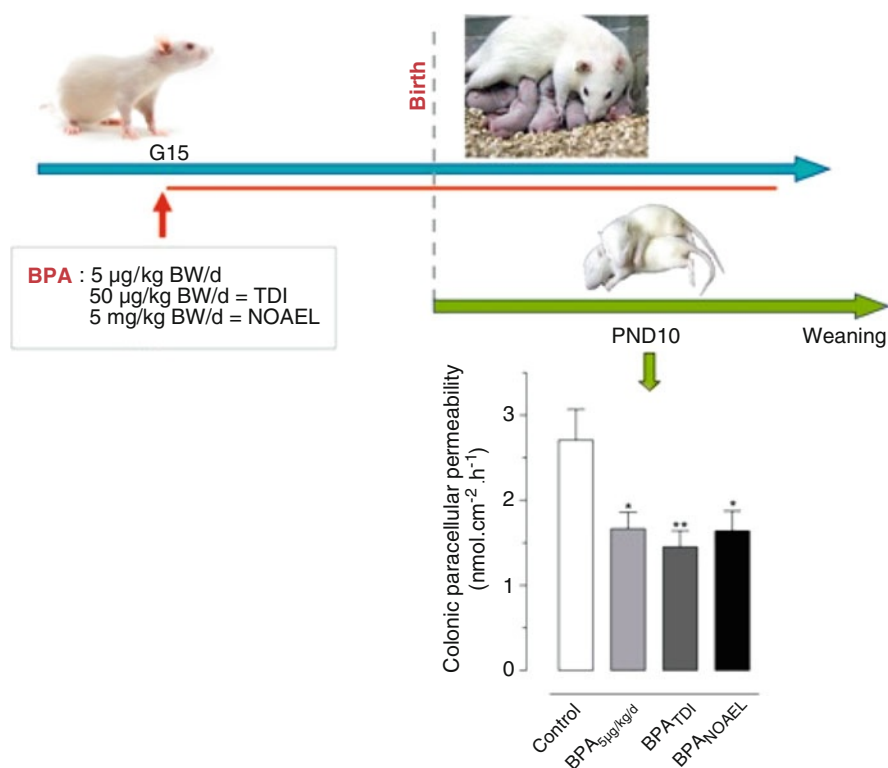 G15
Birth
BPA : 5 µg/kg BW/d
50 µg/kg BW/d = TDI
5 mg/kg BW/d = NOAEL
PND10
Weaning
Colonic paracellular permeability
(nmol.cm⁻² .h⁻¹)
3
2
1
0
*
**
*
Control
BPA5µg/kg/d
BPATDI
BPANOAEL